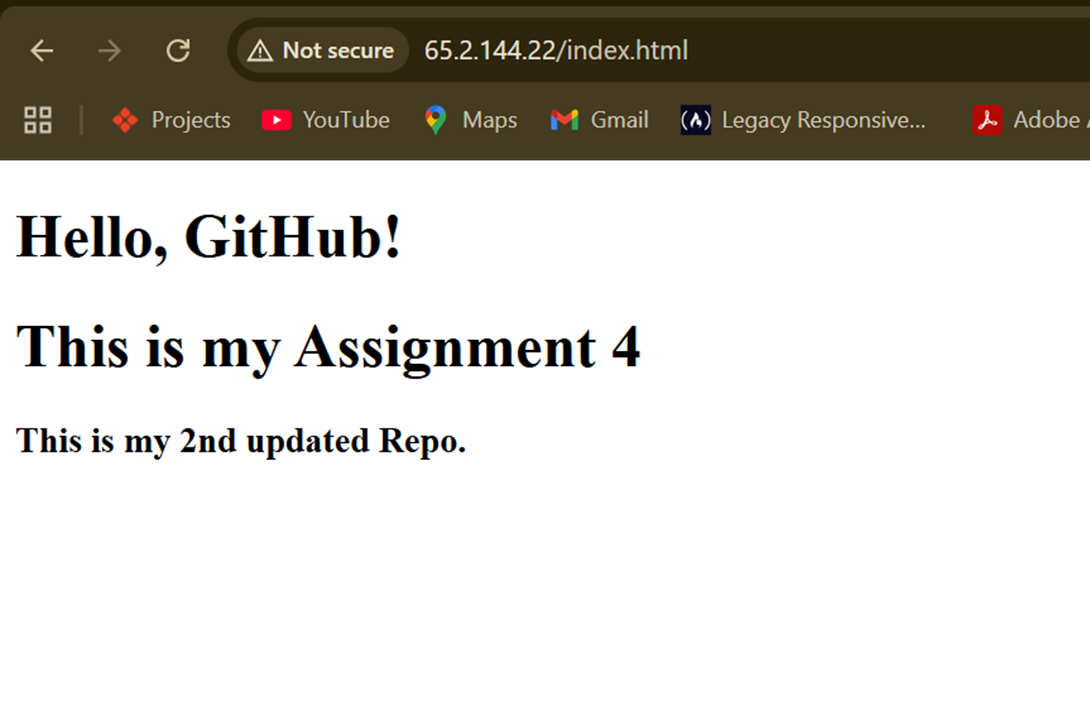 Not secure 65.2.144.22/index.html
Projects YouTube Maps Gmail Legacy Responsive... Adobe
Hello, GitHub!
This is my Assignment 4
This is my 2nd updated Repo.